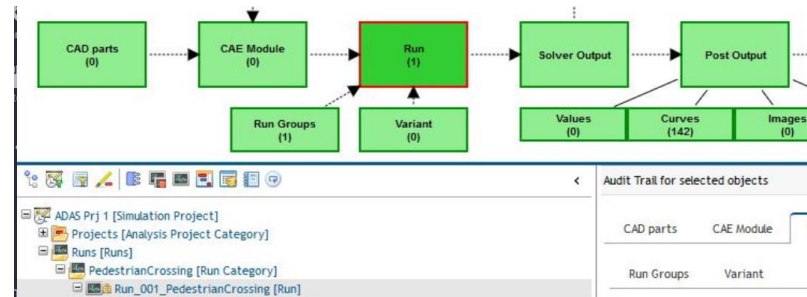 CAD parts
(0)
CAE Module
(0)
Run
(1)
Solver Output
Post Output
Run Groups
(1)
Variant
(0)
Values
(0)
Curves
(142)
Images
(0)
ADAS Prj 1 [Simulation Project]
Projects [Analysis Project Category]
Runs [Runs]
PedestrianCrossing [Run Category]
Run_001_PedestrianCrossing [Run]
Audit Trail for selected objects
CAD parts CAE Module
Run Groups Variant